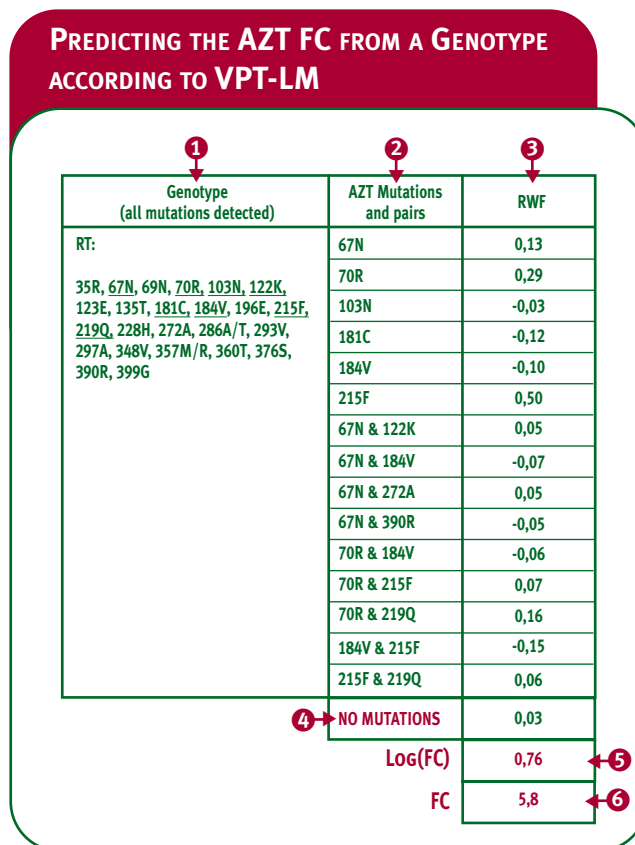 PREDICTING THE AZT FC FROM A GENOTYPE
ACCORDING TO VPT-LM
1
2
3
Genotype
(all mutations detected)
AZT Mutations
and pairs
RWF
RT:
35R, 67N, 69N, 70R, 103N, 122K,
123E, 135T, 181C, 184V, 196E, 215F,
219Q, 228H, 272A, 286A/T, 293V,
297A, 348V, 357M/R, 360T, 376S,
390R, 399G
67N 0,13
70R 0,29
103N -0,03
181C -0,12
184V -0,10
215F 0,50
67N & 122K 0,05
67N & 184V -0,07
67N & 272A 0,05
67N & 390R -0,05
70R & 184V -0,06
70R & 215F 0,07
70R & 219Q 0,16
184V & 215F -0,15
215F & 219Q 0,06
4 NO MUTATIONS 0,03
LOG(FC) 0,76 5
FC 5,8 6